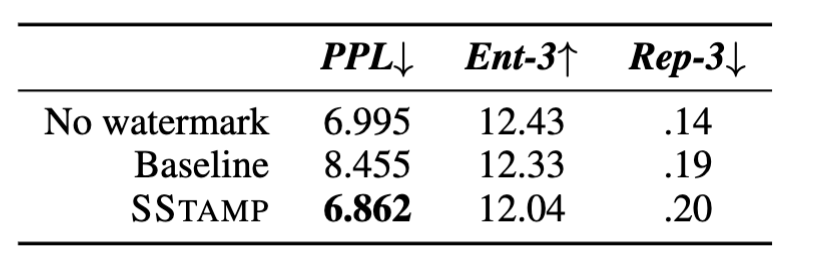 PPL↓ Ent-3↑ Rep-3↓
No watermark 6.995 12.43 .14
Baseline 8.455 12.33 .19
SSTAMP 6.862 12.04 .20